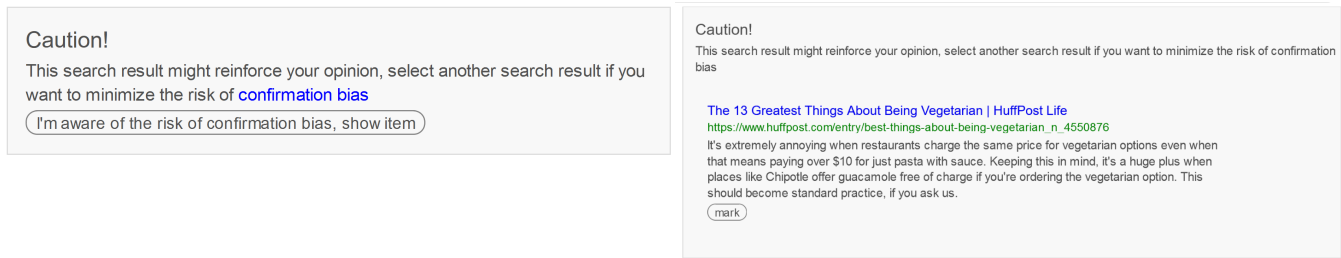 Caution!
This search result might reinforce your opinion, select another search result if you
want to minimize the risk of confirmation bias
I'm aware of the risk of confirmation bias, show item
Caution!
This search result might reinforce your opinion, select another search result if you want to minimize the risk of confirmation
bias
The 13 Greatest Things About Being Vegetarian | HuffPost Life
https://www.huffpost.com/entry/best-things-about-being-vegetarian_n_4550876
It's extremely annoying when restaurants charge the same price for vegetarian options even when
that means paying over $10 for just pasta with sauce. Keeping this in mind, it's a huge plus when
places like Chipotle offer guacamole free of charge if you're ordering the vegetarian option. This
should become standard practice, if you ask us.
mark